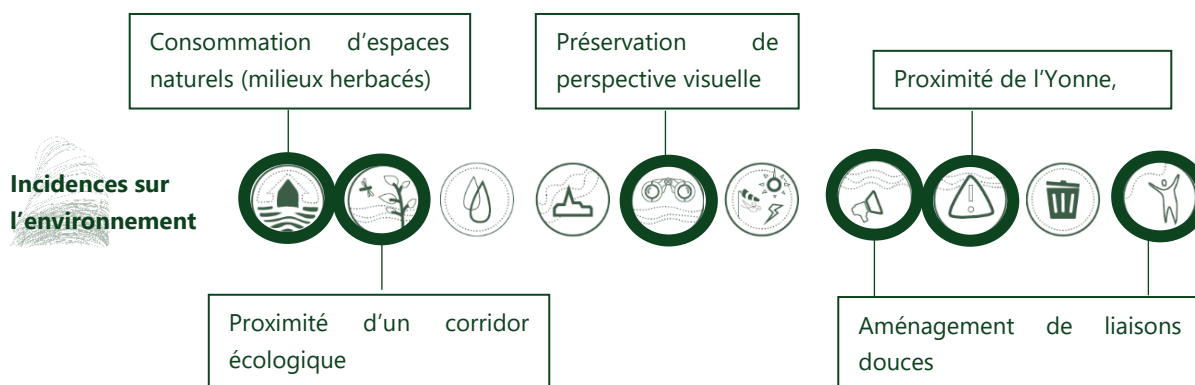 Consommation d'espaces
naturels (milieux herbacés)
Préservation de
perspective visuelle
Proximité de l'Yonne,
Incidences sur
l'environnement
Proximité d'un corridor
écologique
Aménagement de liaisons
douces